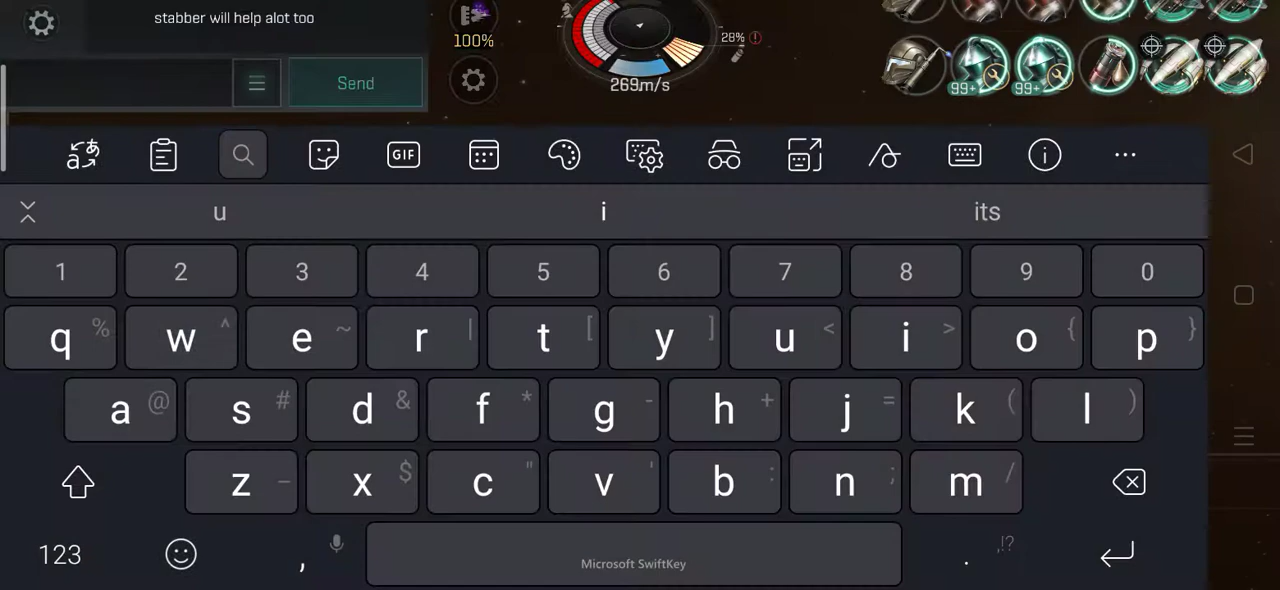 stabber will help alot too
100%
28%
Send
269m/s
99+ 99+
GIF
u i its
1 2 3 4 5 6 7 8 9 0
q % w ^ e ~ r | t [ y ] u < i > o { p }
a @ s # d & f * g - h + j = k ( l )
z _ x $ c " v ' b : n ; m /
123 , Microsoft SwiftKey . ,!?